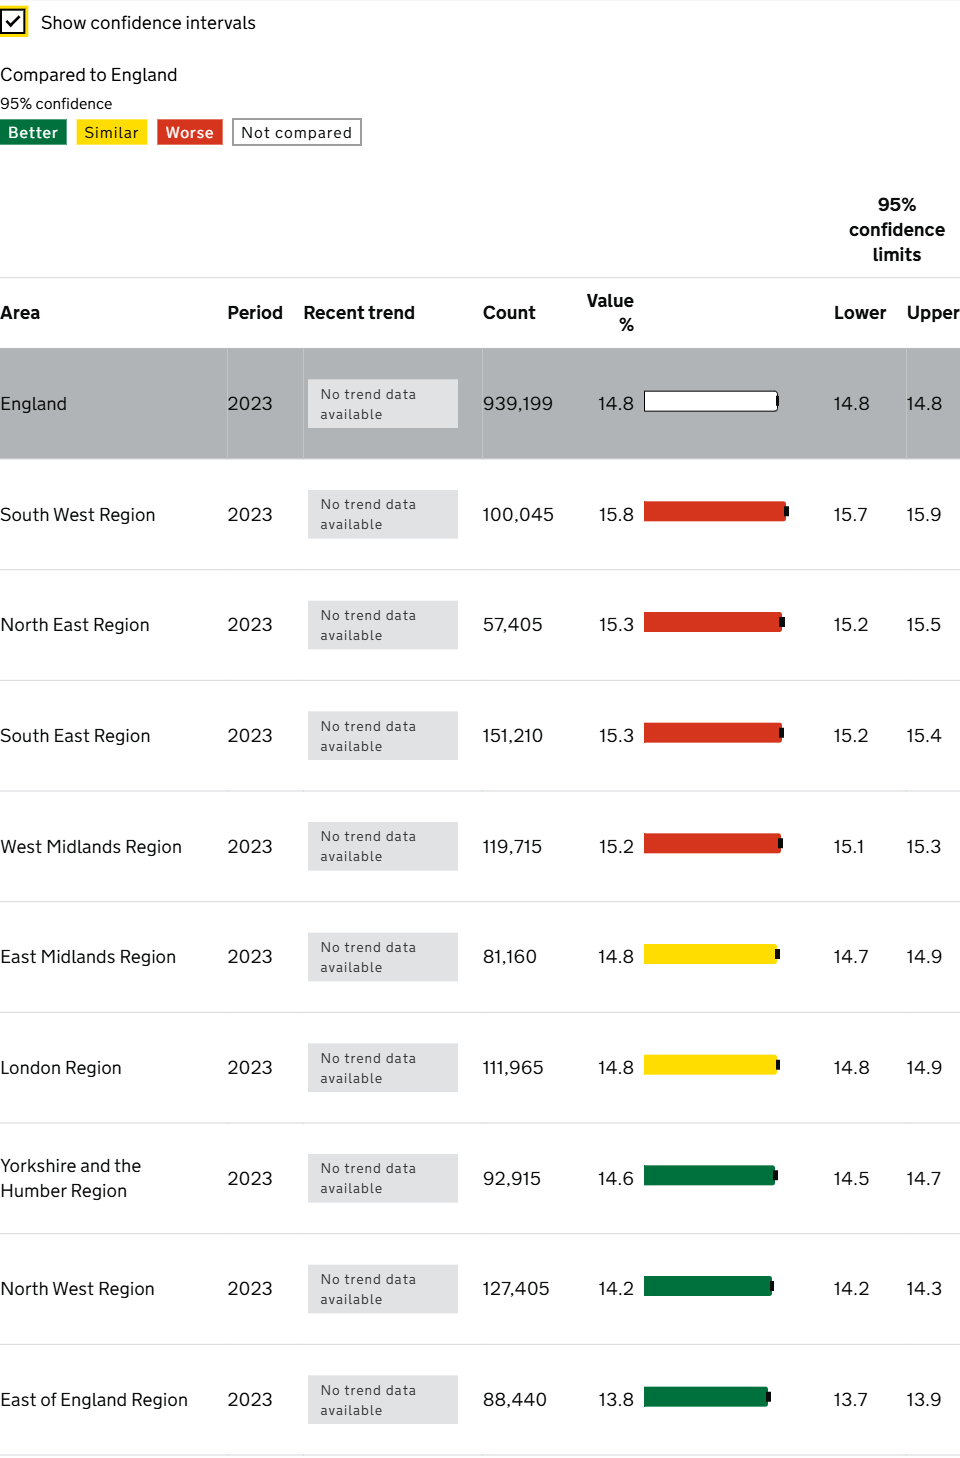 Show confidence intervals
Compared to England
95% confidence
Better Similar Worse Not compared
95%
confidence
limits
Area Period Recent trend Count Value % Lower Upper
England 2023 No trend data available 939,199 14.8 14.8 14.8
South West Region 2023 No trend data available 100,045 15.8 15.7 15.9
North East Region 2023 No trend data available 57,405 15.3 15.2 15.5
South East Region 2023 No trend data available 151,210 15.3 15.2 15.4
West Midlands Region 2023 No trend data available 119,715 15.2 15.1 15.3
East Midlands Region 2023 No trend data available 81,160 14.8 14.7 14.9
London Region 2023 No trend data available 111,965 14.8 14.8 14.9
Yorkshire and the Humber Region 2023 No trend data available 92,915 14.6 14.5 14.7
North West Region 2023 No trend data available 127,405 14.2 14.2 14.3
East of England Region 2023 No trend data available 88,440 13.8 13.7 13.9